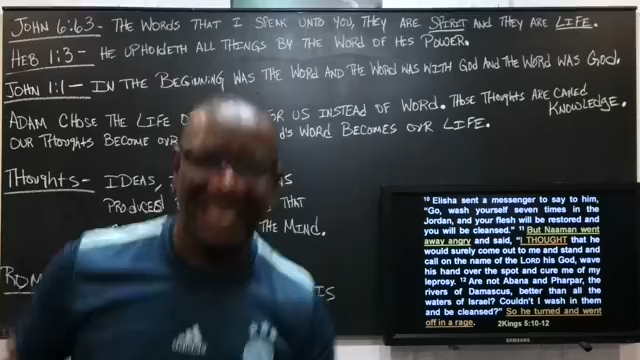 JOHN 6:63 - THE WORDS THAT I SPEAK UNTO YOU, THEY ARE SPIRIT AND THEY ARE LIFE.
HEB 1:3 - HE UPHOLDETH ALL THINGS BY THE WORD OF HIS POWER.
JOHN 1:1 - IN THE BEGINNING WAS THE WORD AND THE WORD WAS WITH GOD AND THE WORD WAS GOD.
ADAM CHOSE THE LIFE FOR US INSTEAD OF WORD. THOSE THOUGHTS ARE CALLED
KNOWLEDGE.
OUR THOUGHTS BECOME OUR WORD BECOMES OUR LIFE.
THOUGHTS - IDEAS,
PRODUCED THAT
THE MIND.
ROM
IS
10 Elisha sent a messenger to say to him,
"Go, wash yourself seven times in the
Jordan, and your flesh will be restored and
you will be cleansed." 11 But Naaman went
away angry and said, "I THOUGHT that he
would surely come out to me and stand and
call on the name of the LORD his God, wave
his hand over the spot and cure me of my
leprosy. 12 Are not Abana and Pharpar, the
rivers of Damascus, better than all the
waters of Israel? Couldn't I wash in them
and be cleansed?" So he turned and went
off in a rage. 2Kings 5:10-12
SAMSUNG
adidas